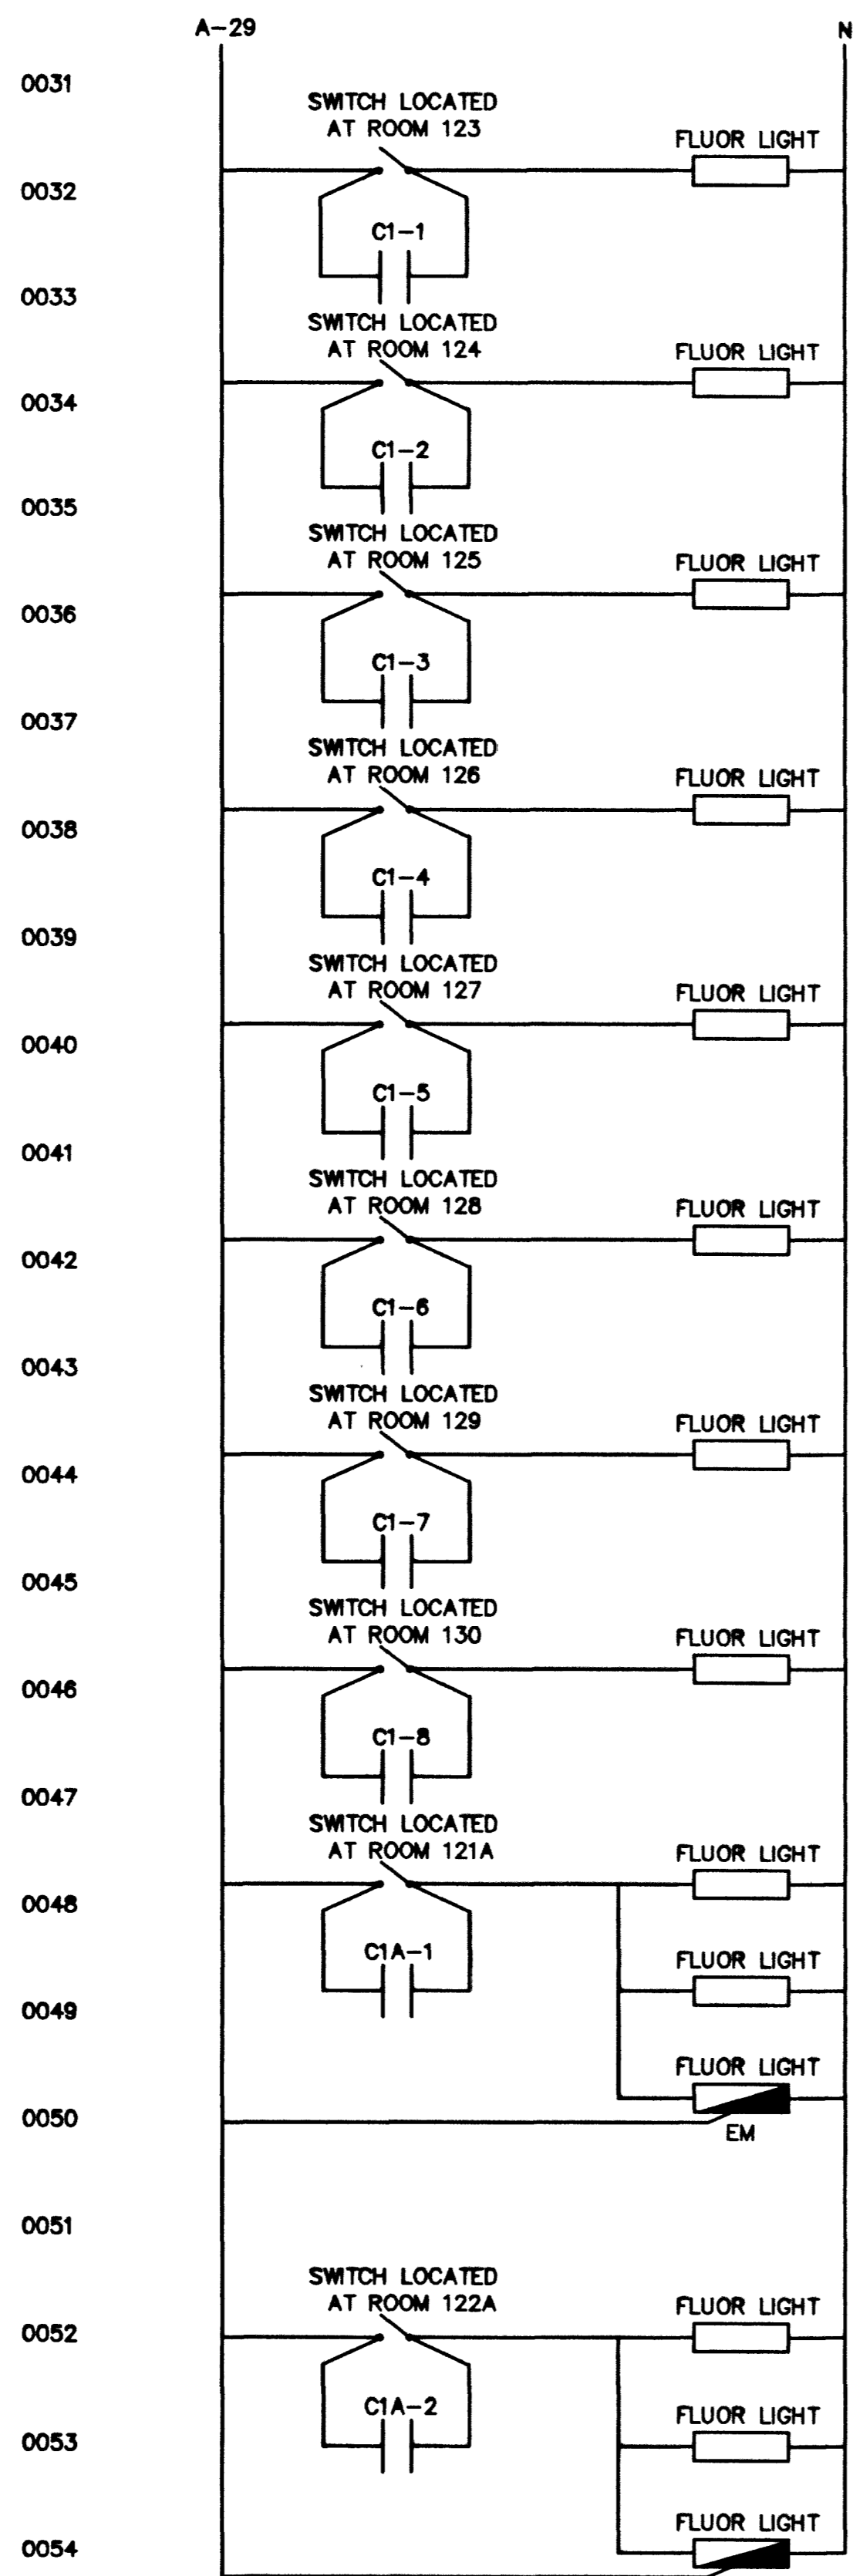 A-29 N
0031
SWITCH LOCATED
AT ROOM 123
FLUOR LIGHT
0032
C1-1
0033
SWITCH LOCATED
AT ROOM 124
FLUOR LIGHT
0034
C1-2
0035
SWITCH LOCATED
AT ROOM 125
FLUOR LIGHT
0036
C1-3
0037
SWITCH LOCATED
AT ROOM 126
FLUOR LIGHT
0038
C1-4
0039
SWITCH LOCATED
AT ROOM 127
FLUOR LIGHT
0040
C1-5
0041
SWITCH LOCATED
AT ROOM 128
FLUOR LIGHT
0042
C1-6
0043
SWITCH LOCATED
AT ROOM 129
FLUOR LIGHT
0044
C1-7
0045
SWITCH LOCATED
AT ROOM 130
FLUOR LIGHT
0046
C1-8
0047
SWITCH LOCATED
AT ROOM 121A
FLUOR LIGHT
0048
C1A-1
FLUOR LIGHT
0049
FLUOR LIGHT
0050
EM
0051
SWITCH LOCATED
AT ROOM 122A
FLUOR LIGHT
0052
C1A-2
FLUOR LIGHT
0053
FLUOR LIGHT
0054